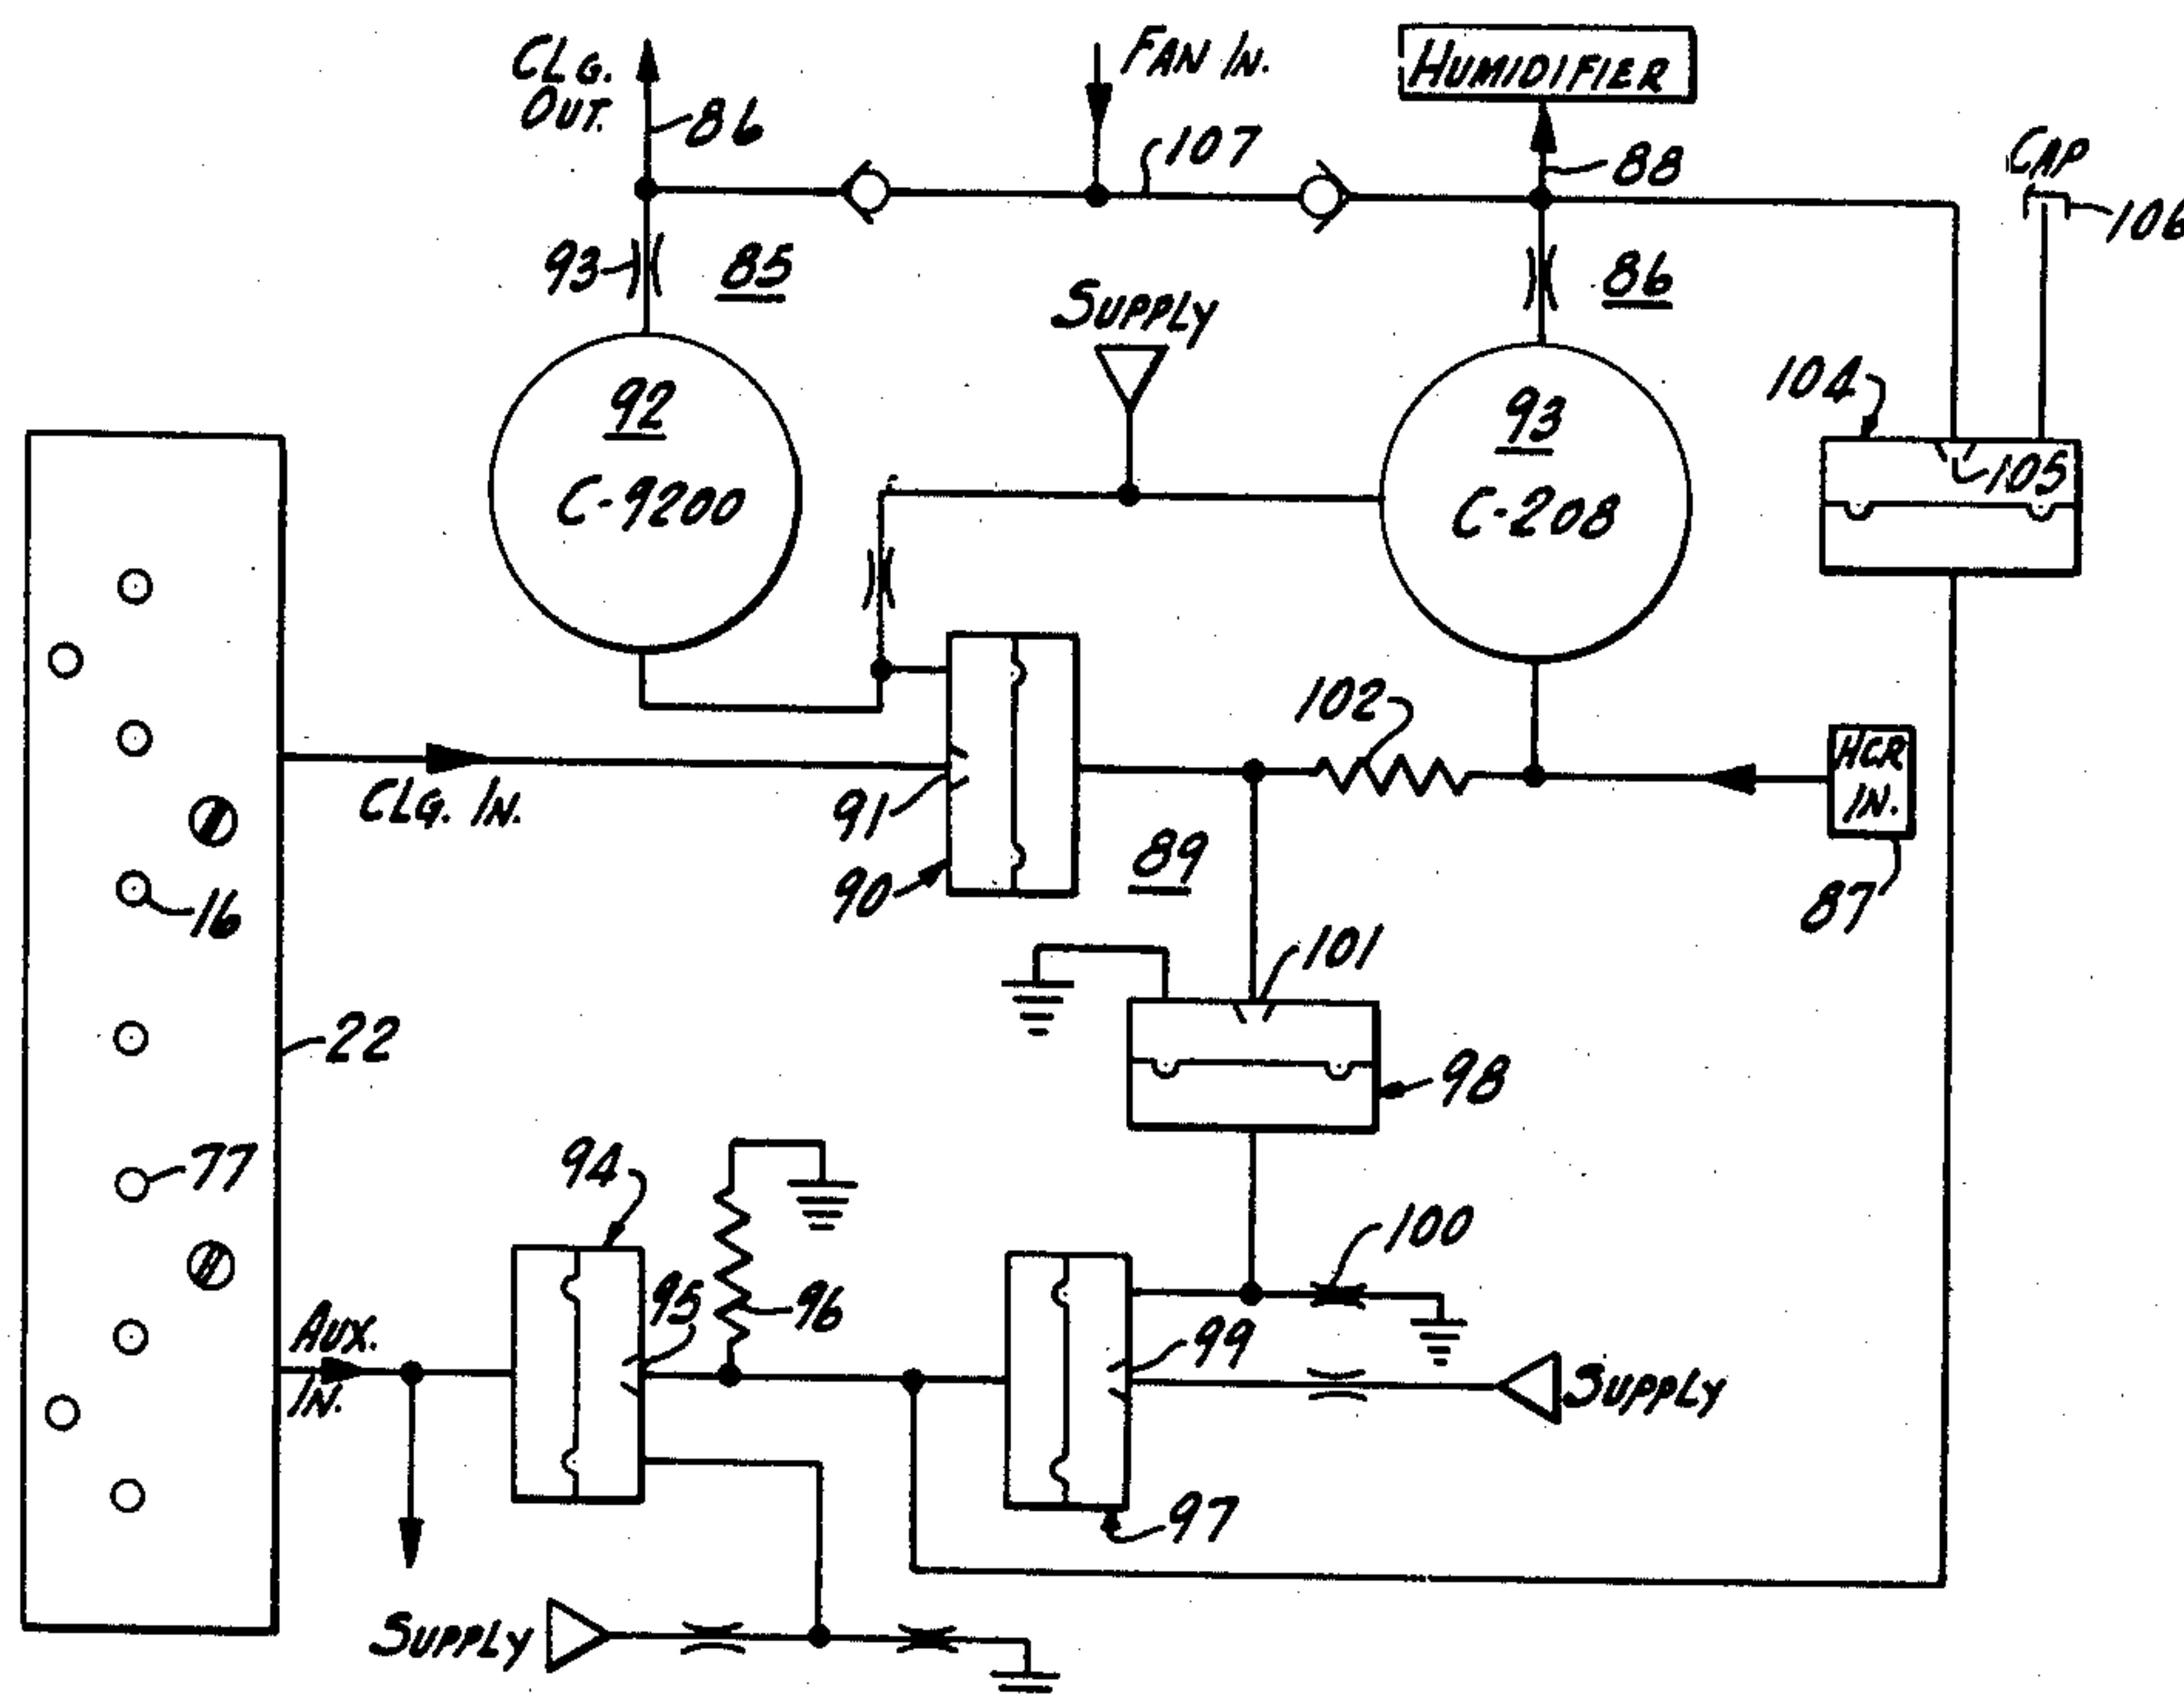 CLG.
OUT.
86
FAN IN.
HUMIDIFIER
107
88
CAP
106
93
85
SUPPLY
86
104
92
C-9200
93
C-208
105
102
HCR
IN.
CLG. IN.
91
89
90
87
16
101
22
98
77
94
100
95
96
99
AUX.
IN.
SUPPLY
97
SUPPLY